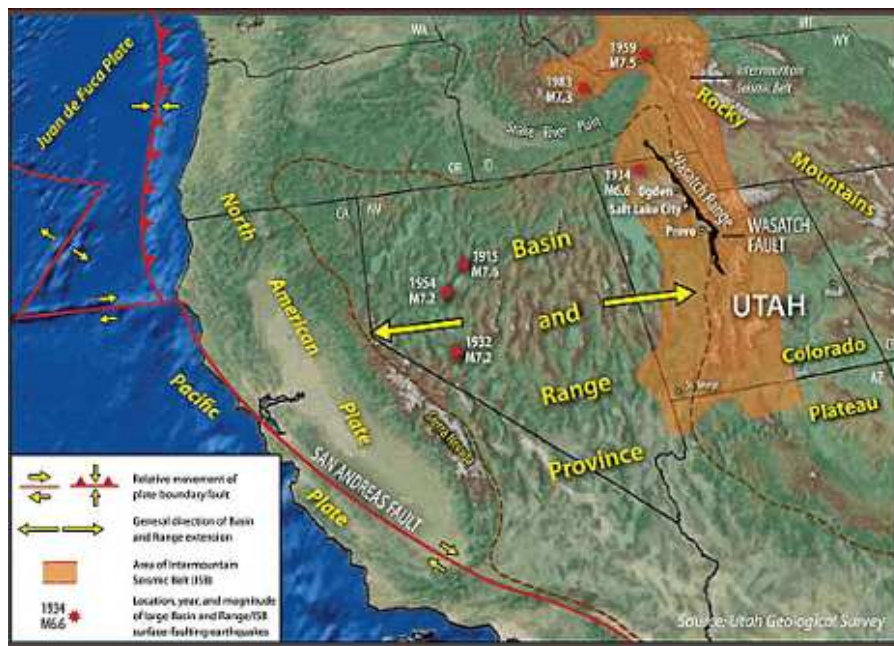 WA
MT
WY
Juan de Fuca Plate
1959
M7.5
1983
M7.3
Intermountain
Seismic Belt
Rocky
Mountains
Snake River Plain
OR
ID
1934
M6.6
Wasatch Range
Ogden
Salt Lake City
Provo
WASATCH
FAULT
CA
NV
North
American
Plate
Basin
and
Range
Province
1915
M7.6
1954
M7.2
1932
M7.2
UTAH
Colorado
Plateau
AZ
St. George
Sierra Nevada
Pacific
Plate
SAN ANDREAS FAULT
Relative movement of
plate boundary fault
General direction of Basin
and Range extension
Area of Intermountain
Seismic Belt (ISB)
1934
M6.6
Location, year, and magnitude
of large Basin and Range/ISB
surface-faulting earthquakes
Source: Utah Geological Survey